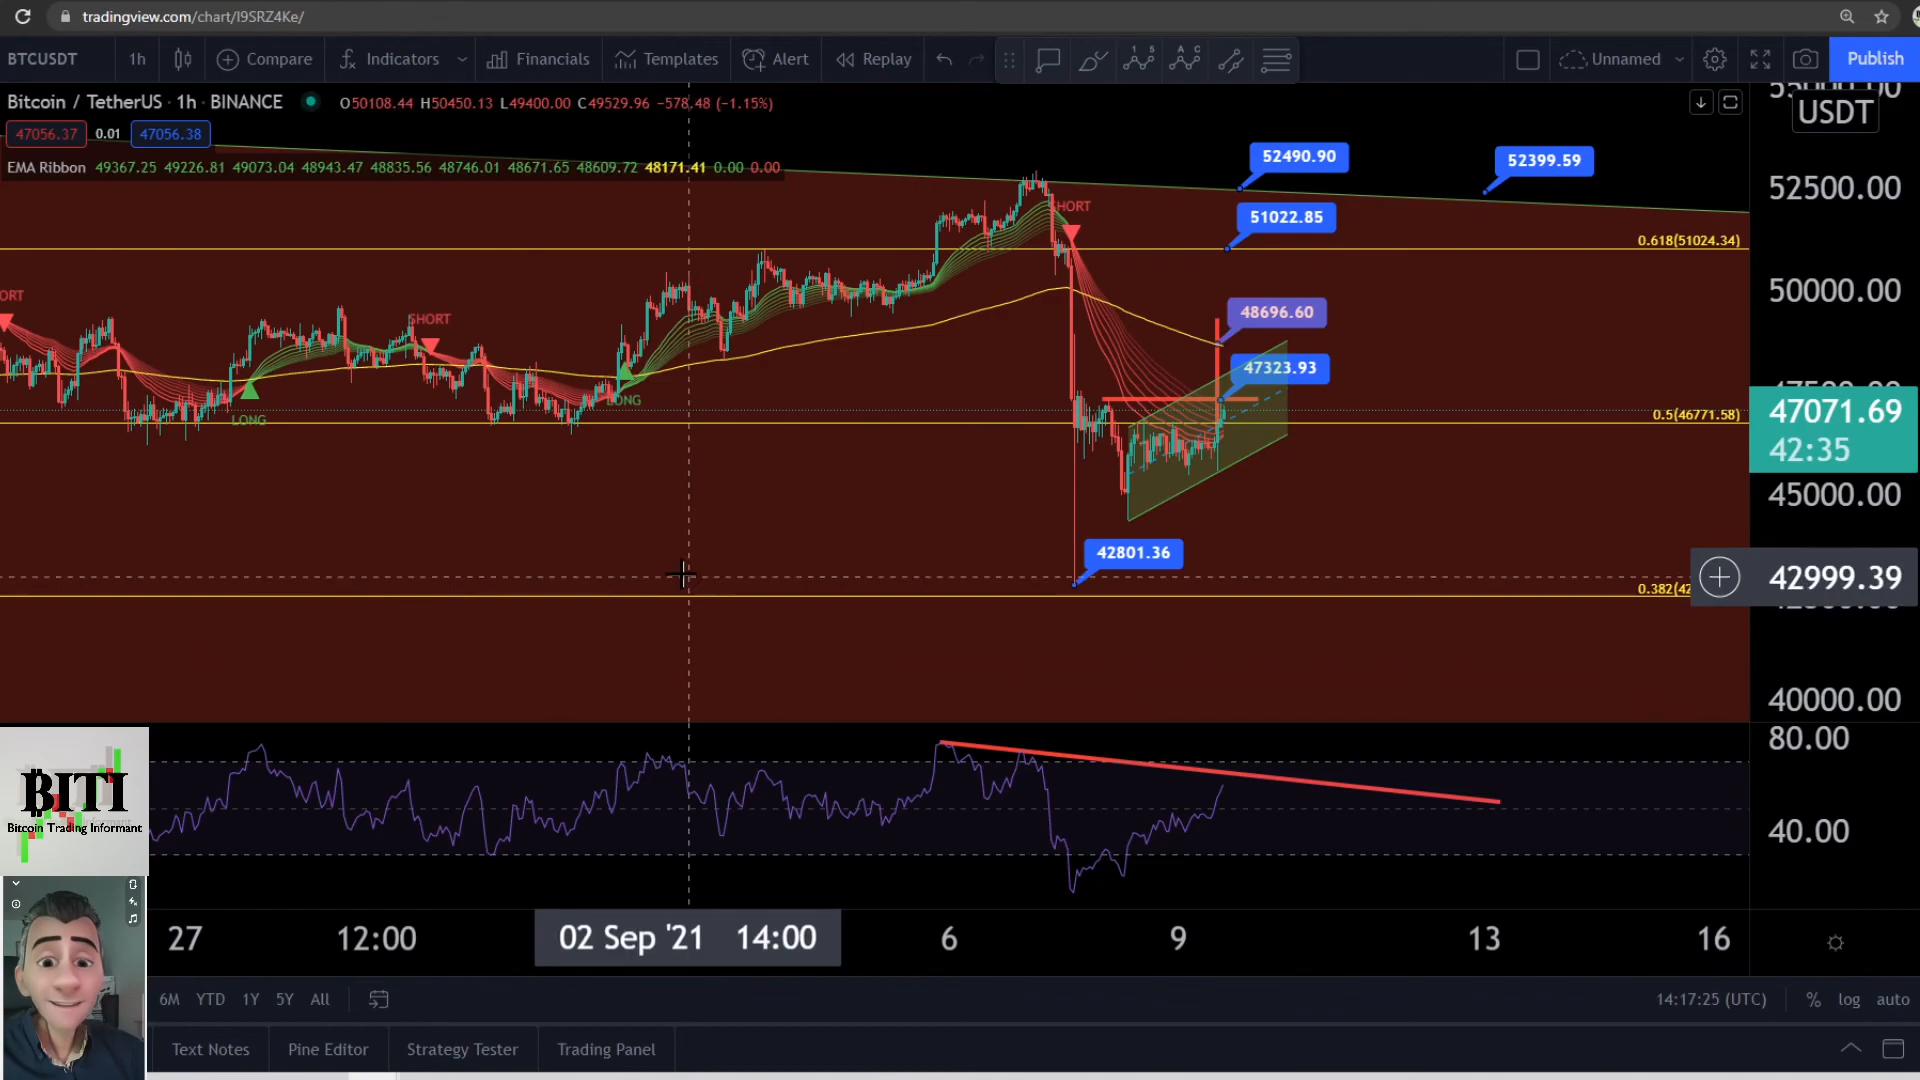 tradingview.com/chart/I9SRZ4Ke/
BTCUSDT 1h Compare Indicators Financials Templates Alert Replay Unnamed Publish
Bitcoin / TetherUS · 1h · BINANCE O50108.44 H50450.13 L49400.00 C49529.96 −578.48 (−1.15%)
47056.37 0.01 47056.38
EMA Ribbon 49367.25 49226.81 49073.04 48943.47 48835.56 48746.01 48671.65 48609.72 48171.41 0.00 0.00
USDT
52490.90
52399.59
52500.00
SHORT
51022.85
0.618(51024.34)
50000.00
ORT
48696.60
SHORT
47323.93
LONG
LONG
0.5(46771.58)
47071.69
42:35
45000.00
42801.36
42999.39
0.382(42
40000.00
80.00
40.00
BITI
Bitcoin Trading Informant
27 12:00 02 Sep '21 14:00 6 9 13 16
6M YTD 1Y 5Y All 14:17:25 (UTC) % log auto
Text Notes Pine Editor Strategy Tester Trading Panel